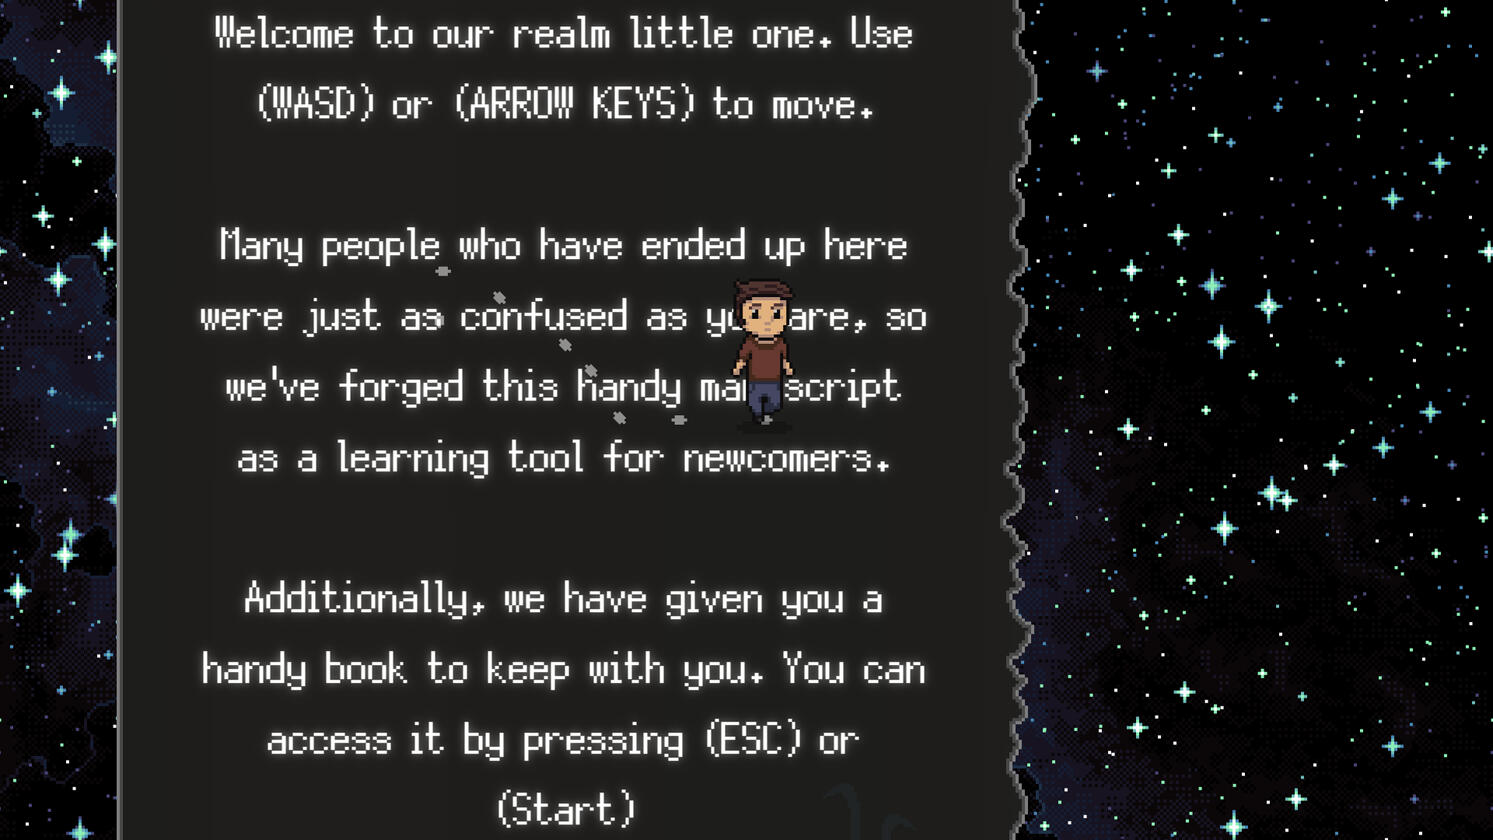 Welcome to our realm little one. Use
(WASD) or (ARROW KEYS) to move.
Many people who have ended up here
were just as confused as you are, so
we've forged this handy manuscript
as a learning tool for newcomers.
Additionally, we have given you a
handy book to keep with you. You can
access it by pressing (ESC) or
(Start)